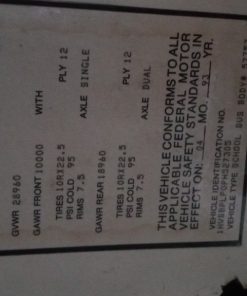 GVWR 28960
GAWR FRONT 10000 WITH
TIRES 10RX22.5 PLY 12
PSI COLD 95
RIMS 7.5 AXLE SINGLE
GAWR REAR 18960
TIRES 10RX22.5 PLY 12
PSI COLD 95
RIMS 7.5 AXLE DUAL
THIS VEHICLE CONFORMS TO ALL
APPLICABLE FEDERAL MOTOR
VEHICLE SAFETY STANDARDS IN
EFFECT ON: 04 MO. 93 YR.
VEHICLE IDENTIFICATION NO.
VEHICLE TYPE SCHOOL BUS BODY#